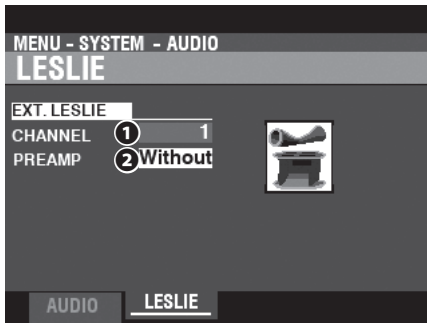 MENU - SYSTEM - AUDIO
LESLIE
EXT. LESLIE
CHANNEL 1 1
PREAMP 2 Without
AUDIO LESLIE